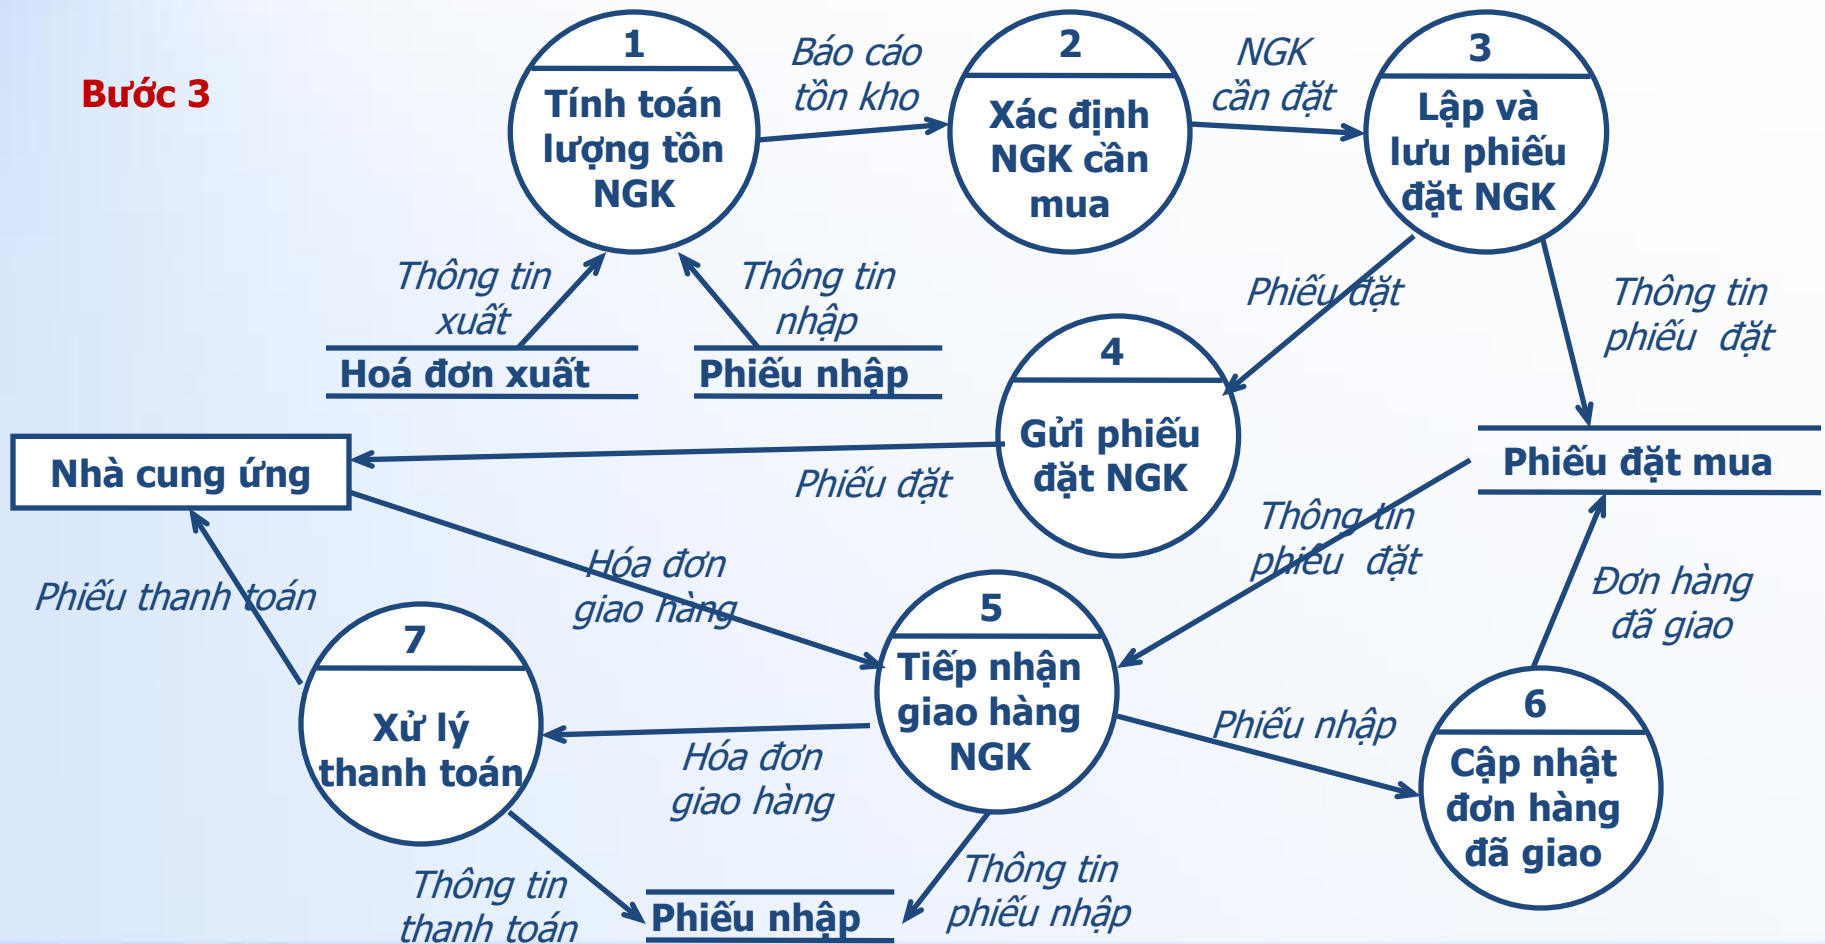 Bước 3
1
Tính toán
lượng tồn
NGK
Báo cáo
tồn kho
2
Xác định
NGK cần
mua
NGK
cần đặt
3
Lập và
lưu phiếu
đặt NGK
Thông tin
xuất
Thông tin
nhập
Phiếu đặt
Thông tin
phiếu đặt
Hoá đơn xuất
Phiếu nhập
4
Gửi phiếu
đặt NGK
Nhà cung ứng
Phiếu đặt
Phiếu đặt mua
Thông tin
phiếu đặt
Hóa đơn
giao hàng
Phiếu thanh toán
Đơn hàng
đã giao
5
Tiếp nhận
giao hàng
NGK
7
Xử lý
thanh toán
Hóa đơn
giao hàng
Phiếu nhập
6
Cập nhật
đơn hàng
đã giao
Thông tin
thanh toán
Phiếu nhập
Thông tin
phiếu nhập